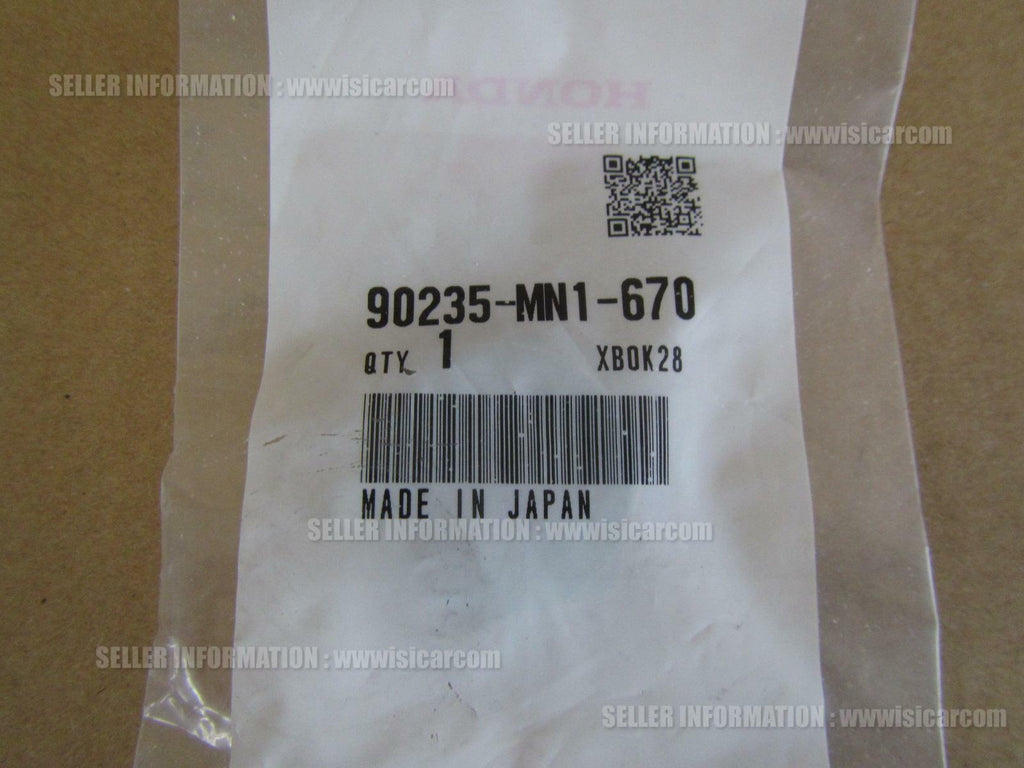 SELLER INFORMATION : wwwisicarcom
HONDA
SELLER INFORMATION : wwwisicarcom
90235-MN1-670
QTY 1 XBOK28
MADE IN JAPAN
SELLER INFORMATION : wwwisicarcom
SELLER INFORMATION : wwwisicarcom
SELLER INFORMATION : wwwisicarcom